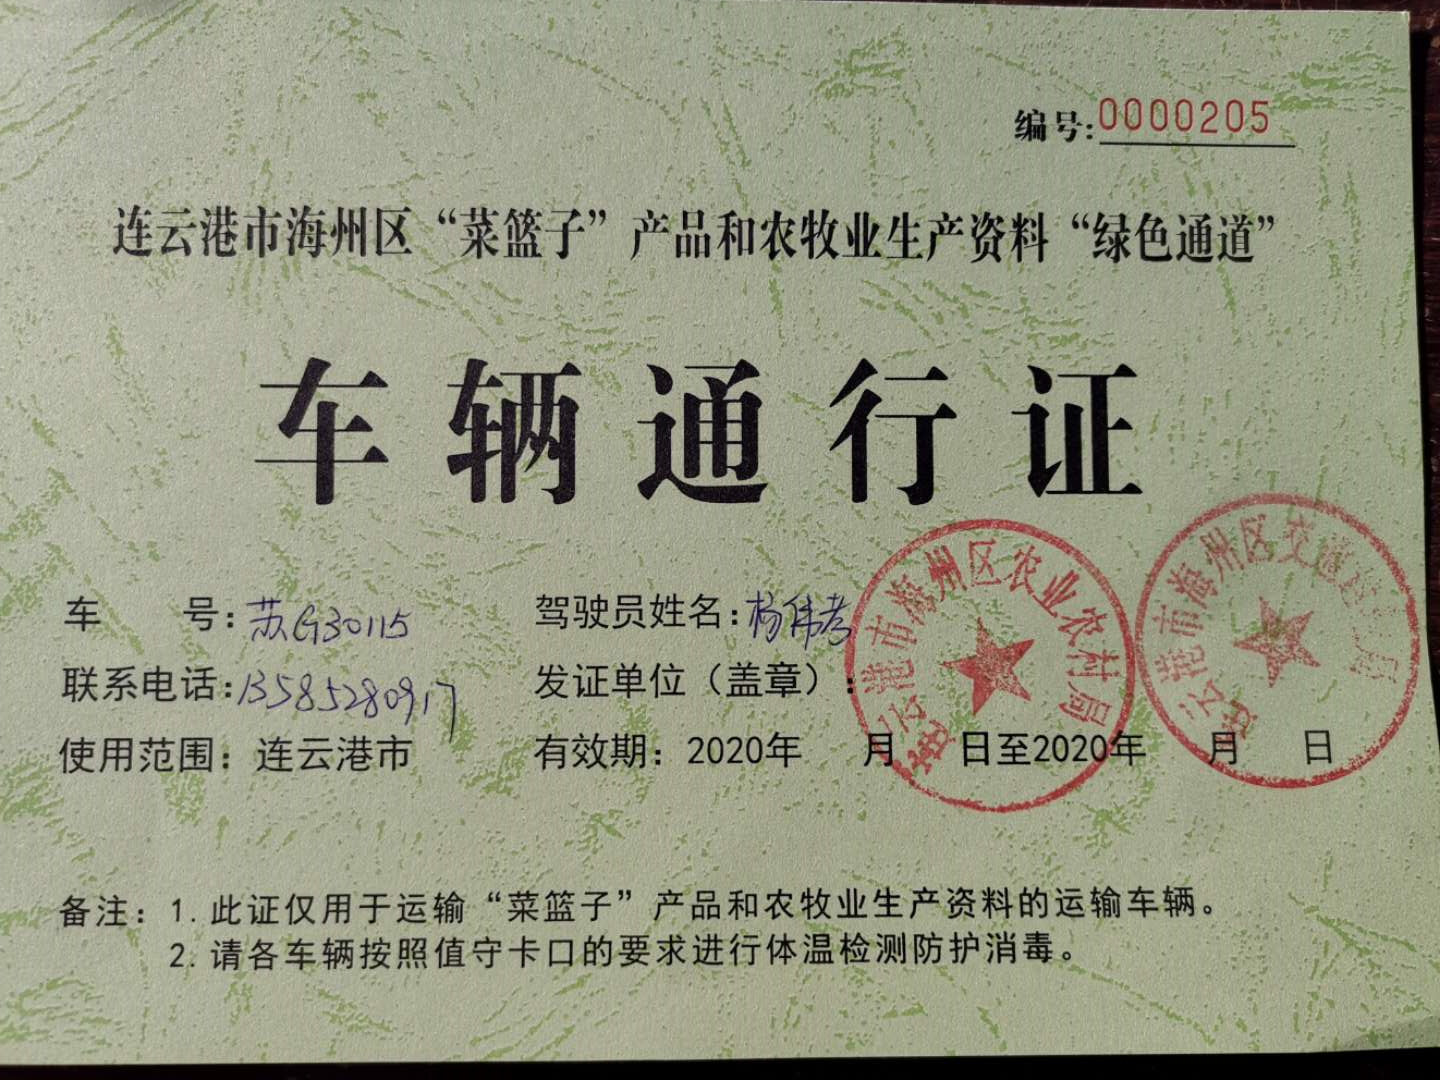 编号:0000205
连云港市海州区“菜篮子”产品和农牧业生产资料“绿色通道”
车辆通行证
车 号:苏G30115 驾驶员姓名:杨伟考
联系电话:13585280917 发证单位（盖章）:
使用范围：连云港市 有效期：2020年 月 日至2020年 月 日
连云港市海州区农业农村局
连云港市海州区交通运输局
备注：1.此证仅用于运输“菜篮子”产品和农牧业生产资料的运输车辆。
2.请各车辆按照值守卡口的要求进行体温检测防护消毒。